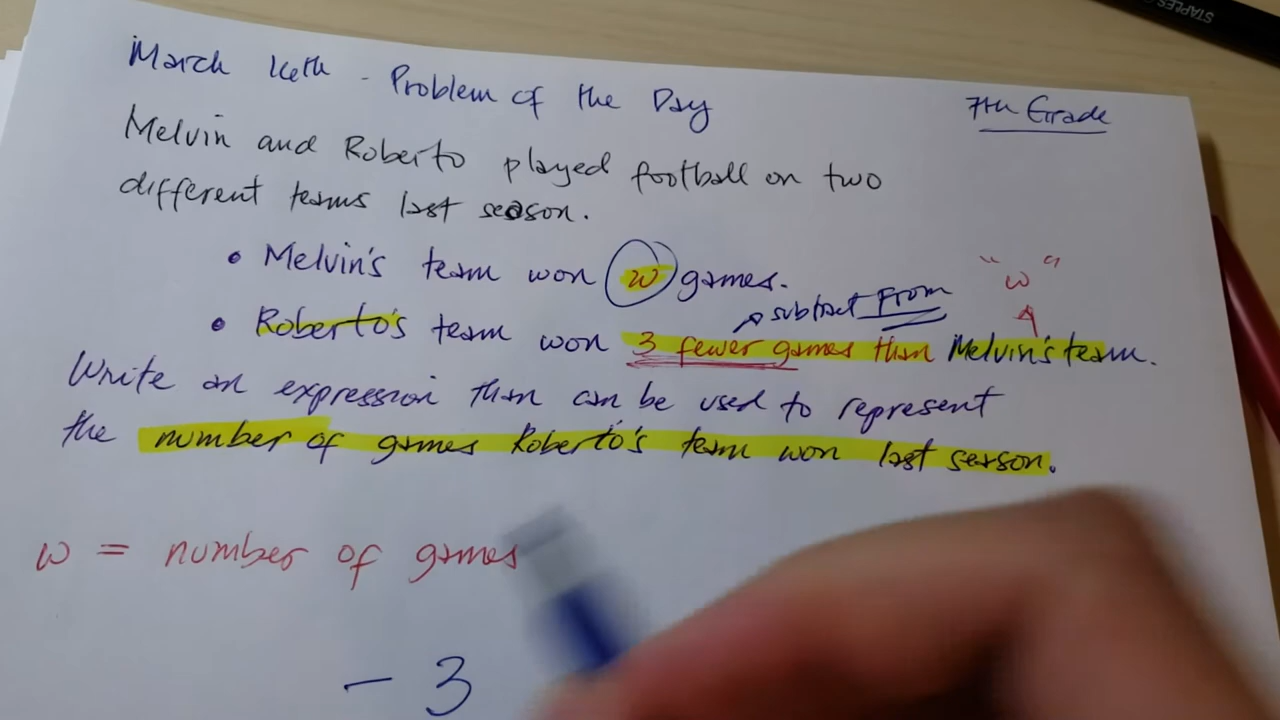 STAPLES
March 16th - Problem of the Day
7th Grade
Melvin and Roberto played football on two
different teams last season.
• Melvin's team won w games.
"w"
subtract From
• Roberto's team won 3 fewer games than Melvin's team.
Write an expression than can be used to represent
the number of games Roberto's team won last season.
w = number of games
- 3